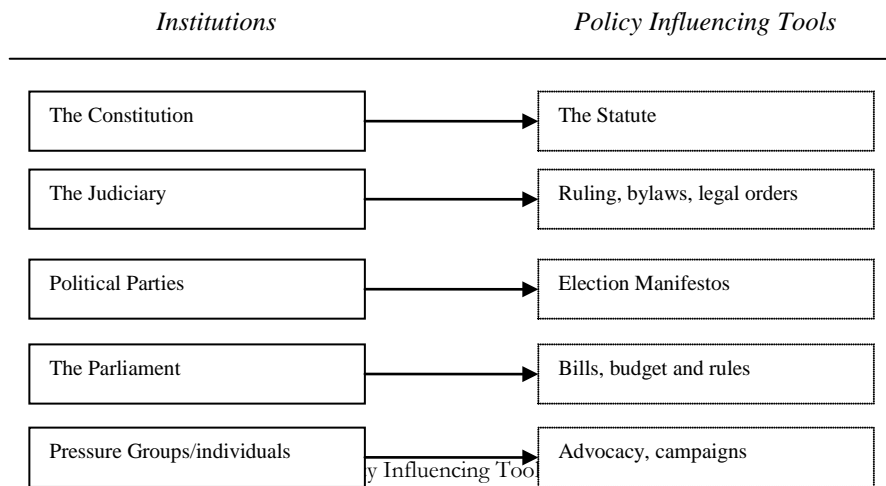 Institutions Policy Influencing Tools
The Constitution The Statute
The Judiciary Ruling, bylaws, legal orders
Political Parties Election Manifestos
The Parliament Bills, budget and rules
Pressure Groups/individuals Advocacy, campaigns
Influencing